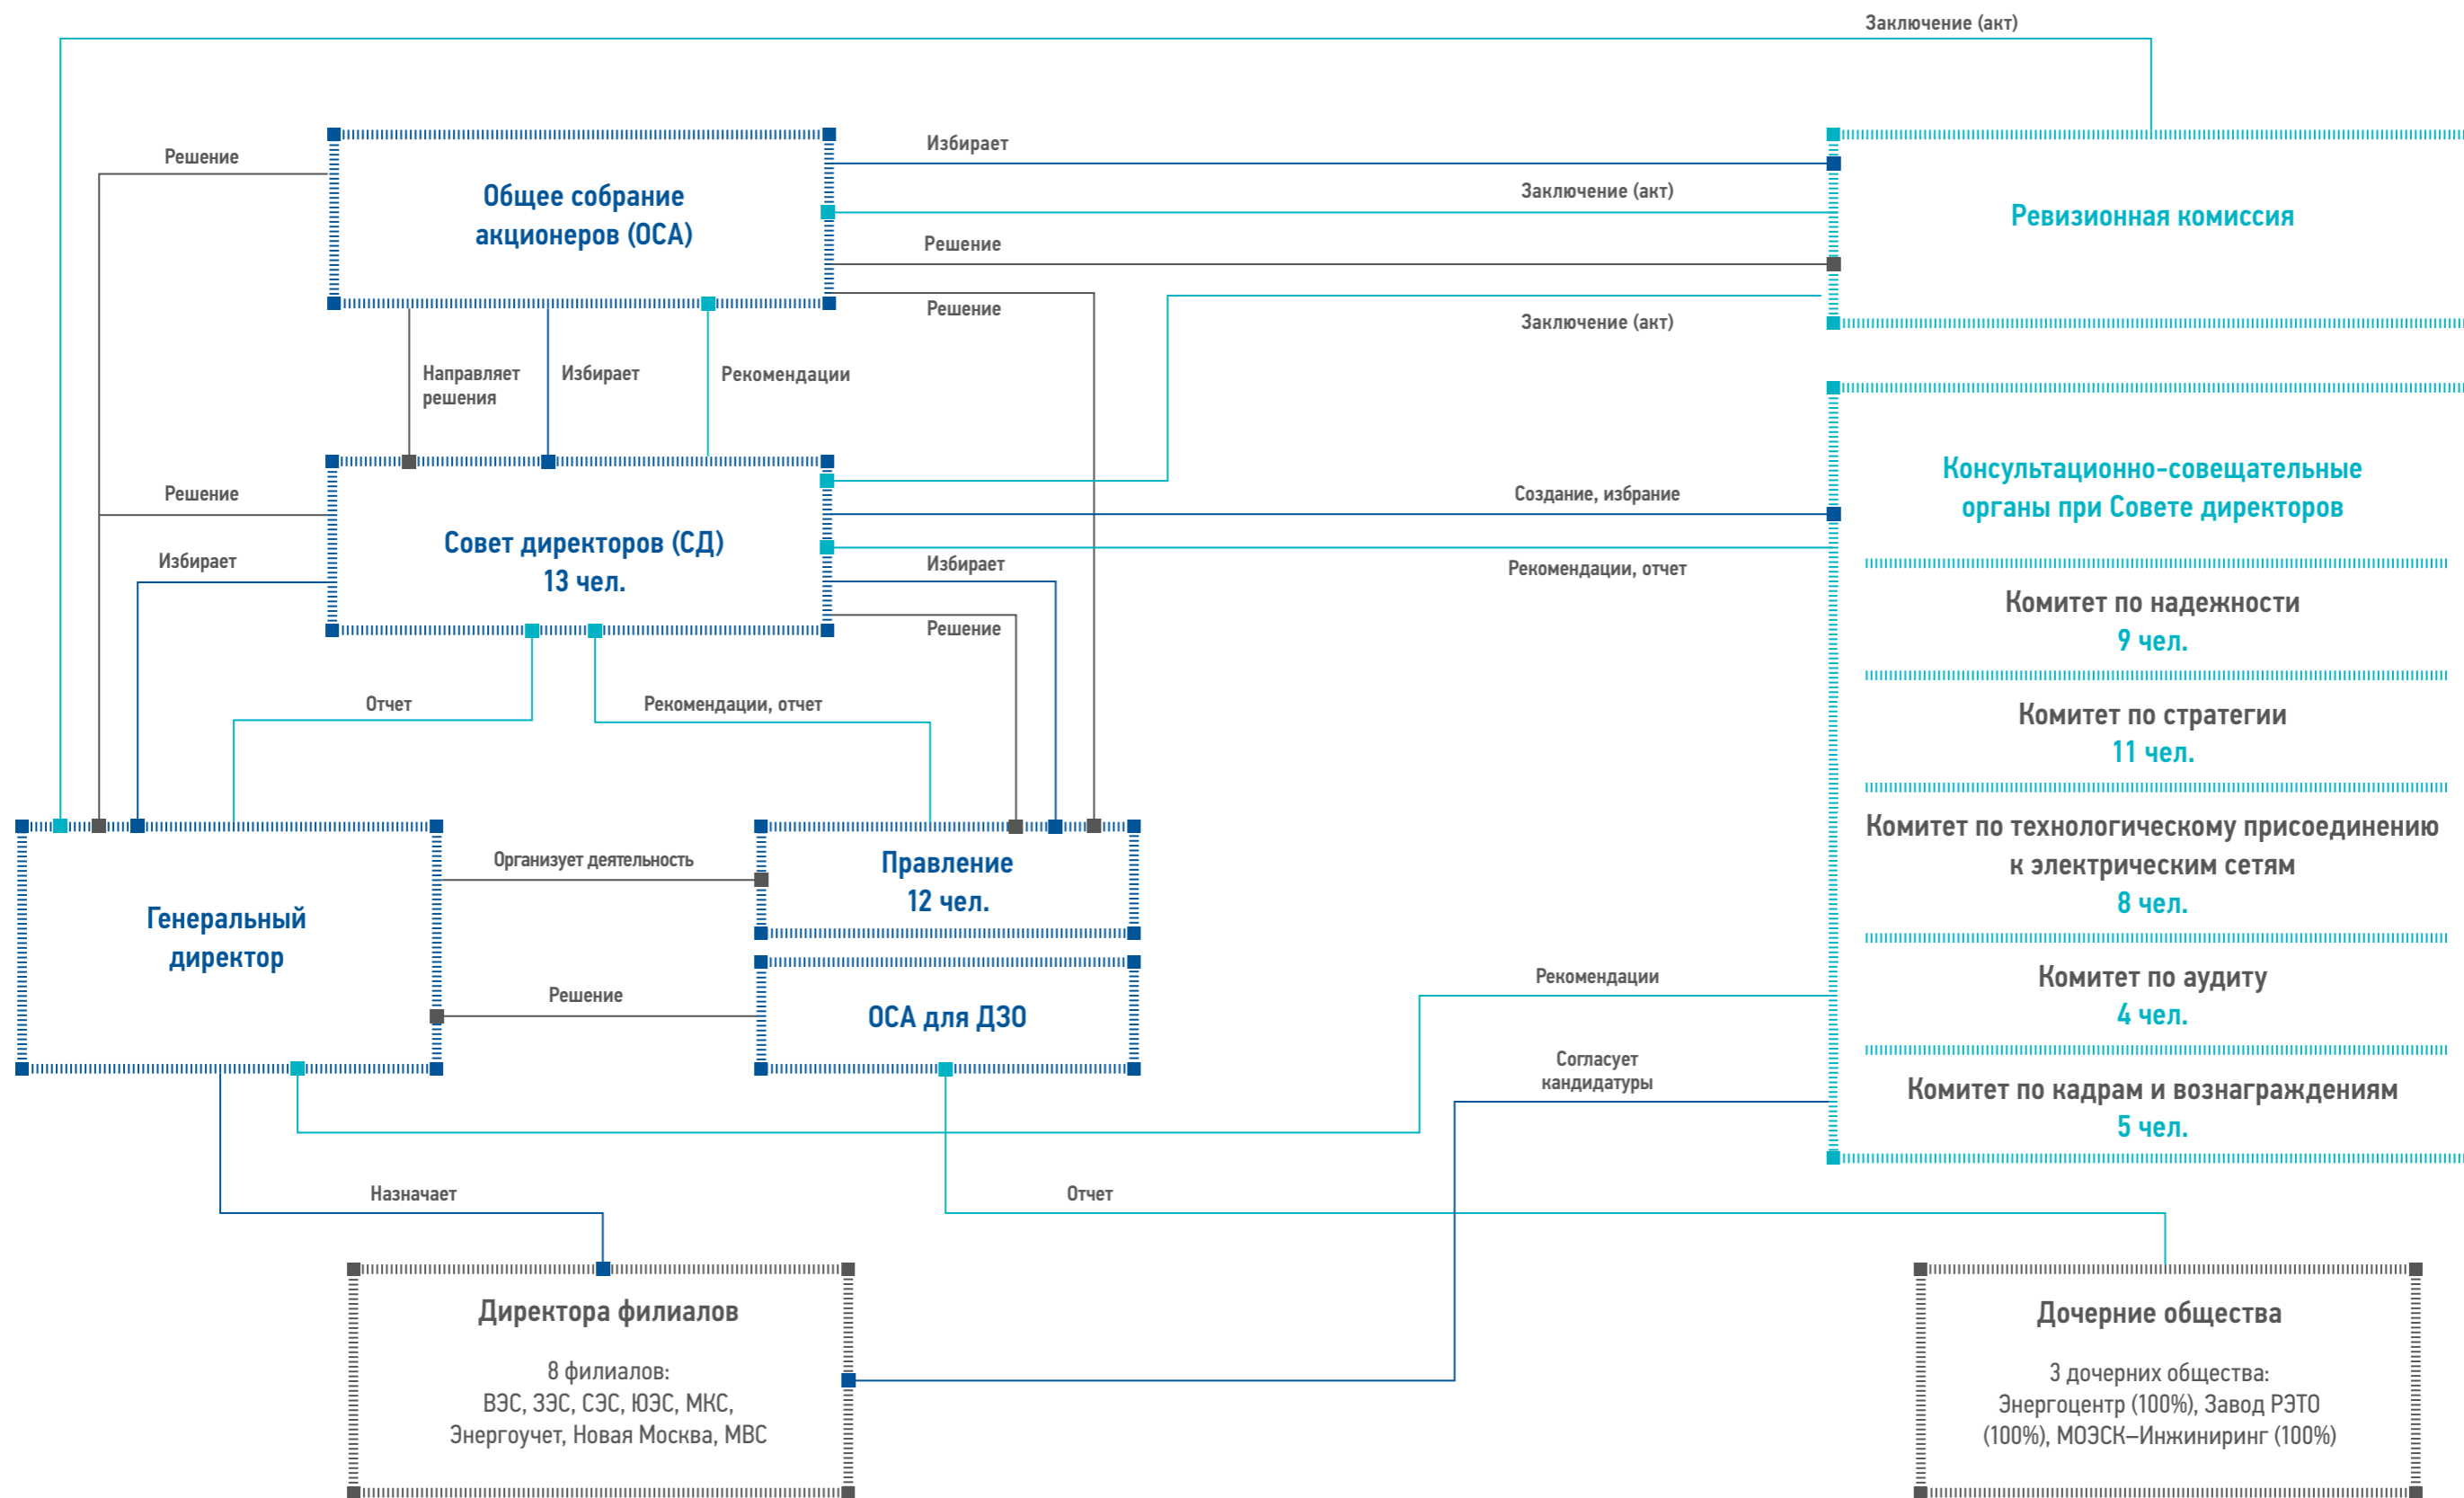 Заключение (акт)
Решение
Общее собрание
акционеров (ОСА)
Избирает
Заключение (акт)
Решение
Решение
Заключение (акт)
Ревизионная комиссия
Направляет
решения
Избирает
Рекомендации
Решение
Избирает
Совет директоров (СД)
13 чел.
Создание, избрание
Рекомендации, отчет
Избирает
Решение
Консультационно-совещательные
органы при Совете директоров
Комитет по надежности
9 чел.
Комитет по стратегии
11 чел.
Комитет по технологическому присоединению
к электрическим сетям
8 чел.
Комитет по аудиту
4 чел.
Комитет по кадрам и вознаграждениям
5 чел.
Отчет
Рекомендации, отчет
Генеральный
директор
Организует деятельность
Решение
Правление
12 чел.
ОСА для ДЗО
Рекомендации
Согласует
кандидатуры
Назначает
Отчет
Директора филиалов
8 филиалов:
ВЭС, ЗЭС, СЭС, ЮЭС, МКС,
Энергоучет, Новая Москва, МВС
Дочерние общества
3 дочерних общества:
Энергоцентр (100%), Завод РЭТО
(100%), МОЭСК–Инжиниринг (100%)